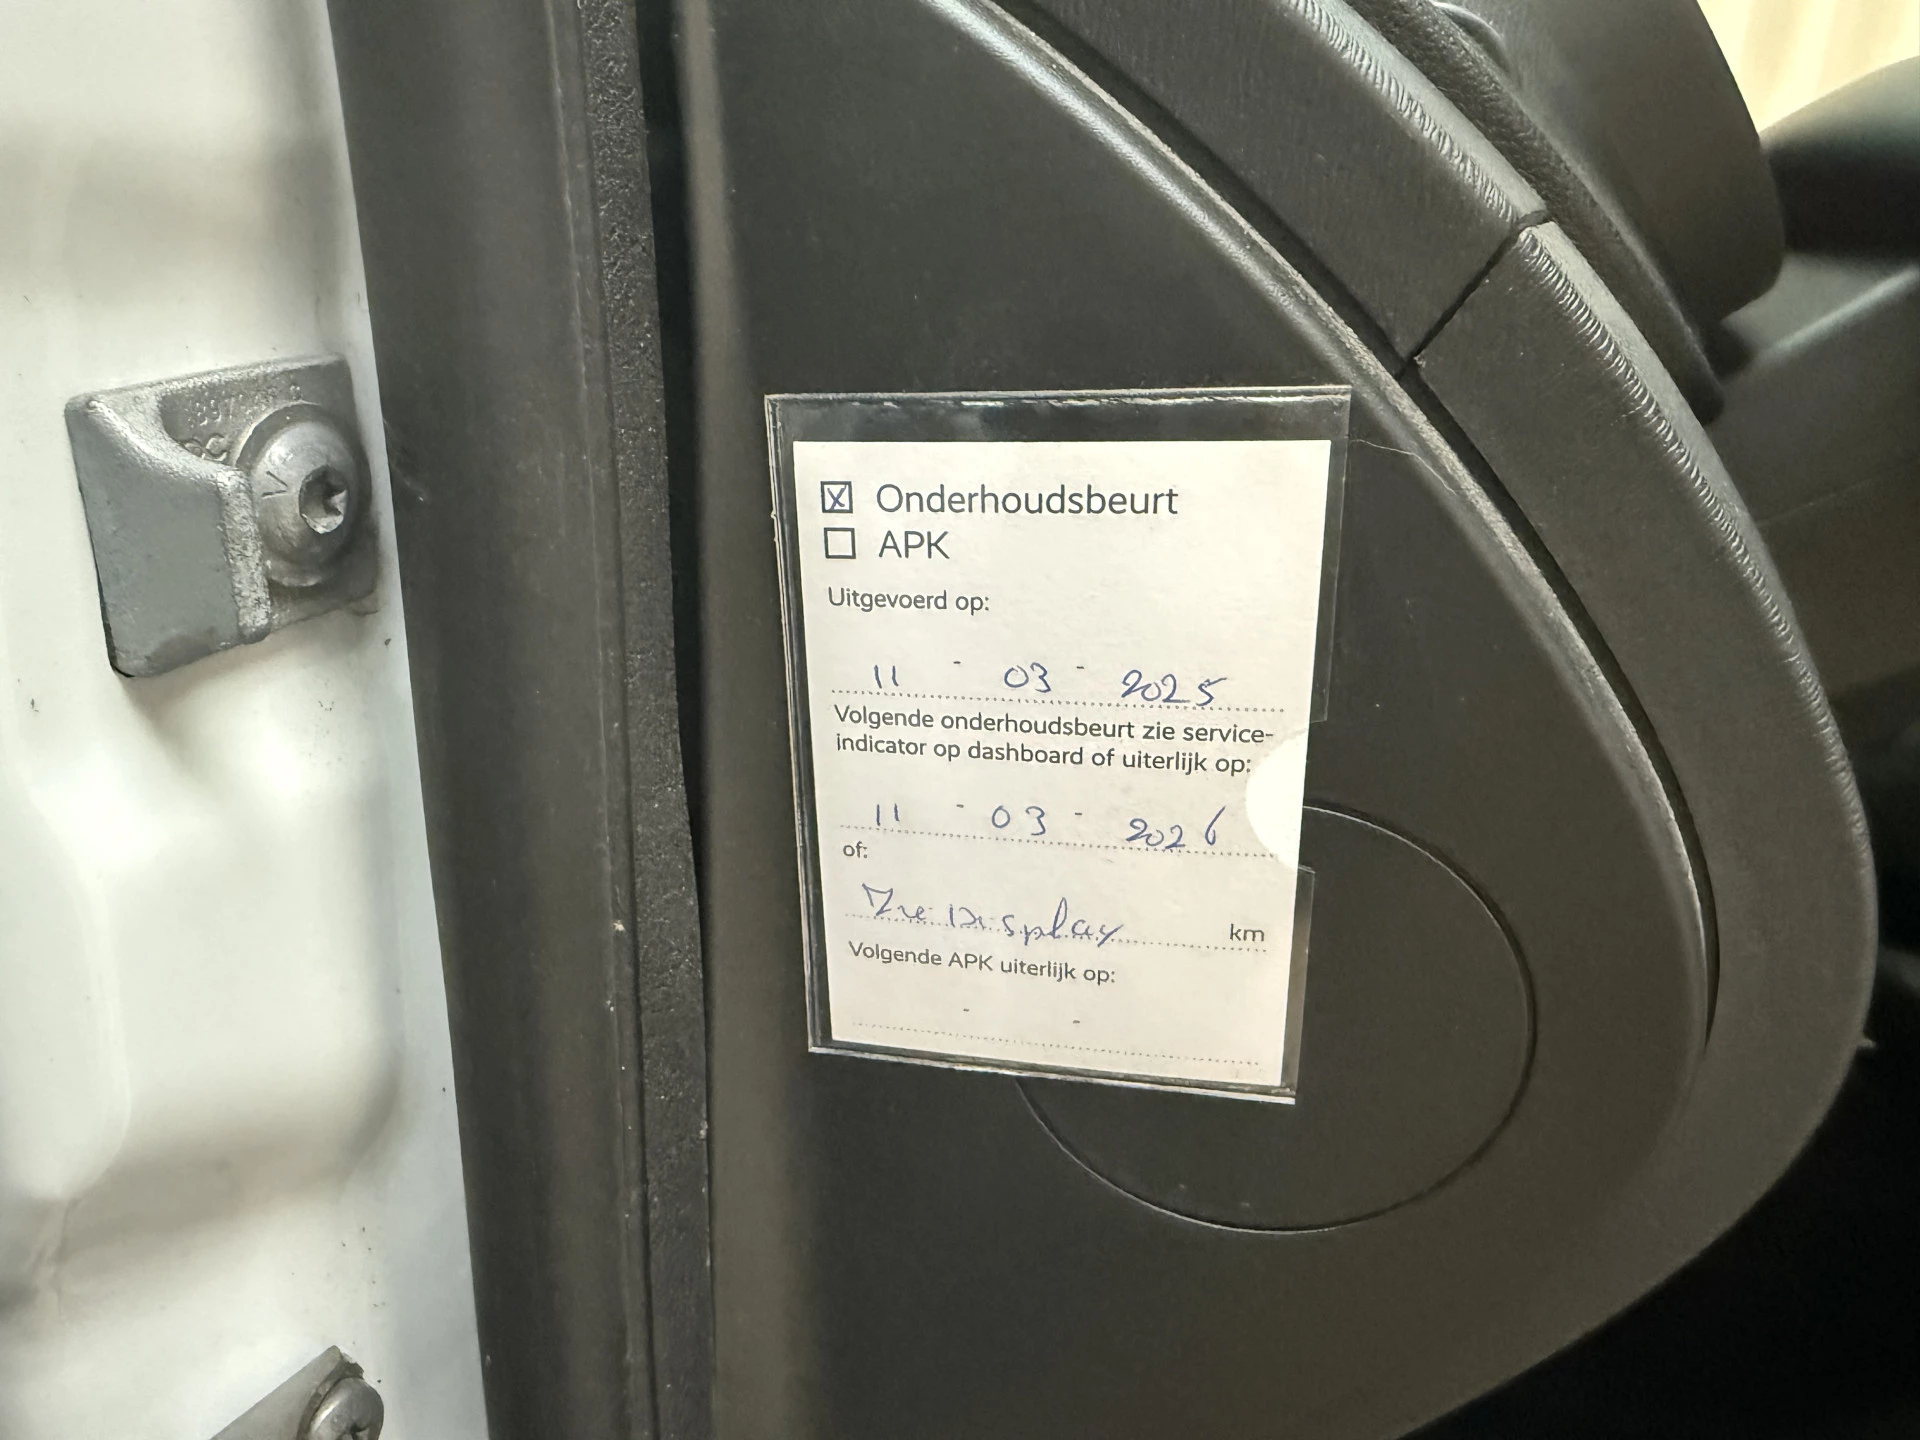 ☒ Onderhoudsbeurt
☐ APK
Uitgevoerd op:
11 - 03 - 2025
Volgende onderhoudsbeurt zie service-
indicator op dashboard of uiterlijk op:
11 - 03 - 2026
of:
Zie Display km
Volgende APK uiterlijk op:
- -